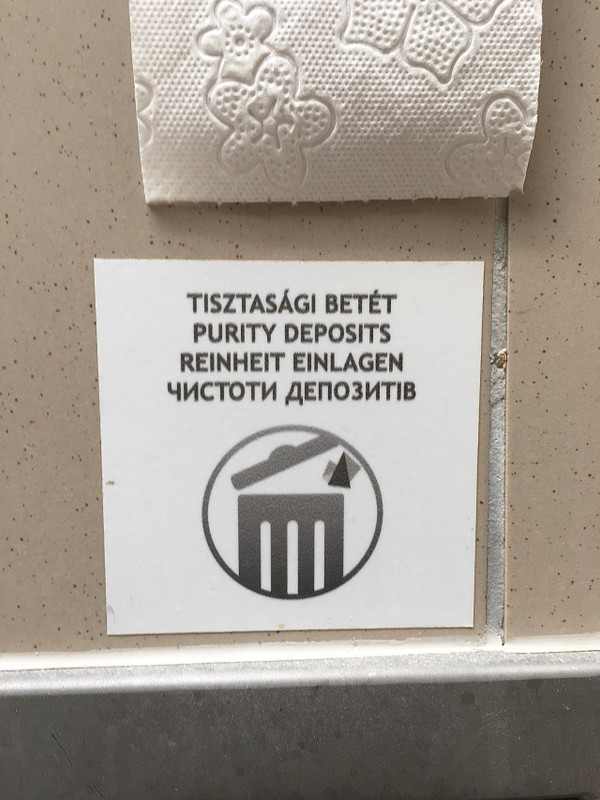 TISZTASÁGI BETÉT
PURITY DEPOSITS
REINHEIT EINLAGEN
ЧИСТОТИ ДЕПОЗИТІВ